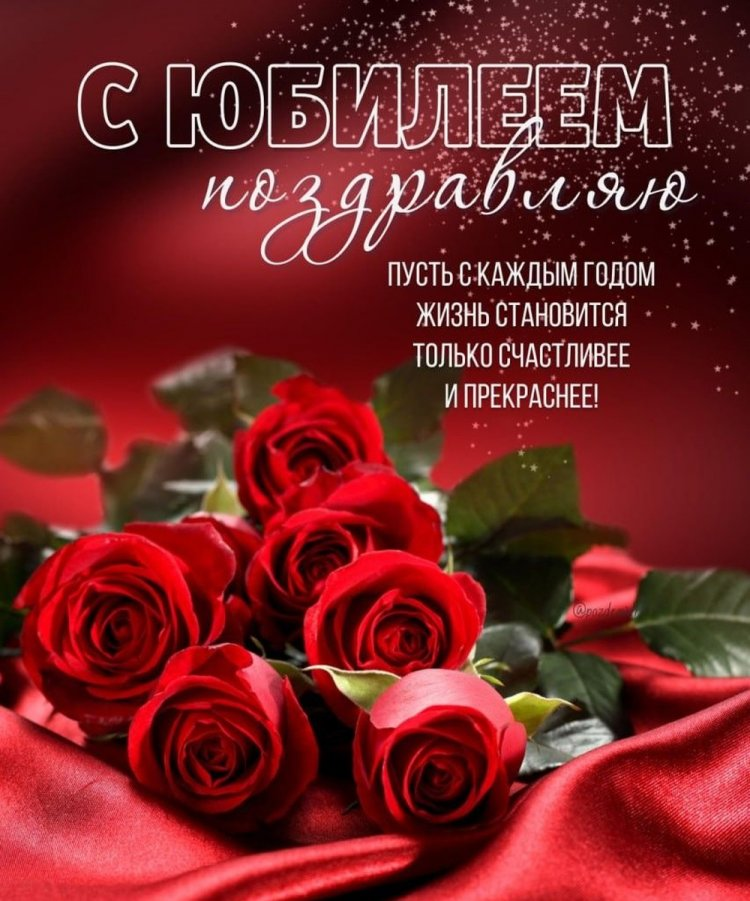 С ЮБИЛЕЕМ
поздравляю
ПУСТЬ С КАЖДЫМ ГОДОМ
ЖИЗНЬ СТАНОВИТСЯ
ТОЛЬКО СЧАСТЛИВЕЕ
И ПРЕКРАСНЕЕ!